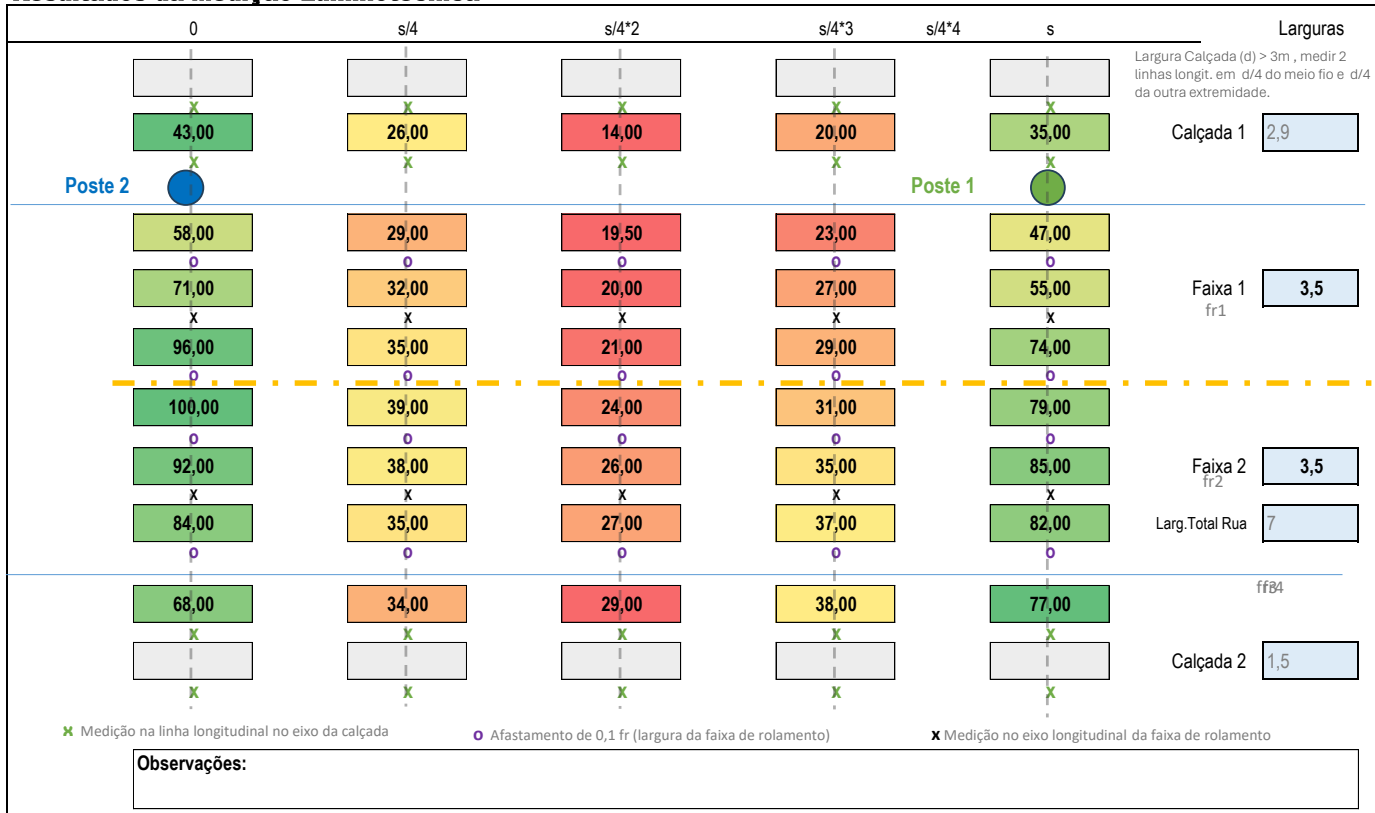 Resultados da Medição Luminotécnica
0 s/4 s/4*2 s/4*3 s/4*4 s Larguras
Largura Calçada (d) > 3m , medir 2
linhas longit. em d/4 do meio fio e d/4
da outra extremidade.
x x x x x
43,00 26,00 14,00 20,00 35,00 Calçada 1 2,9
x x x x x
Poste 2 Poste 1
58,00 29,00 19,50 23,00 47,00
o o o o o
71,00 32,00 20,00 27,00 55,00 Faixa 1 3,5
fr1
x x x x x
96,00 35,00 21,00 29,00 74,00
o o o o o
100,00 39,00 24,00 31,00 79,00
o o o o o
92,00 38,00 26,00 35,00 85,00 Faixa 2 3,5
fr2
x x x x x
84,00 35,00 27,00 37,00 82,00 Larg.Total Rua 7
o o o o o
68,00 34,00 29,00 38,00 77,00
x x x x x
Calçada 2 1,5
x x x x x
x Medição na linha longitudinal no eixo da calçada o Afastamento de 0,1 fr (largura da faixa de rolamento) x Medição no eixo longitudinal da faixa de rolamento
Observações: